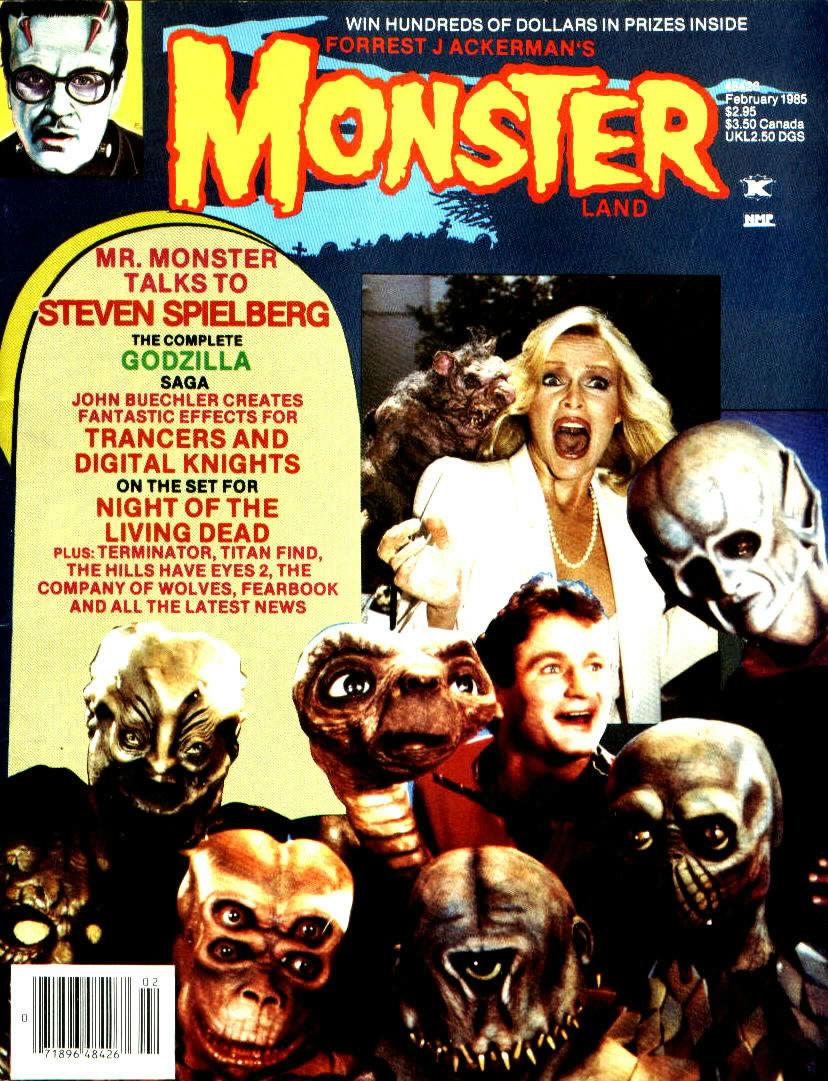 WIN HUNDREDS OF DOLLARS IN PRIZES INSIDE
FORREST J ACKERMAN'S
MONSTER
LAND
February 1985
$2.95
$3.50 Canada
UKL2.50 DGS
K
NMP
MR. MONSTER
TALKS TO
STEVEN SPIELBERG
THE COMPLETE
GODZILLA
SAGA
JOHN BUECHLER CREATES
FANTASTIC EFFECTS FOR
TRANCERS AND
DIGITAL KNIGHTS
ON THE SET FOR
NIGHT OF THE
LIVING DEAD
PLUS: TERMINATOR, TITAN FIND,
THE HILLS HAVE EYES 2, THE
COMPANY OF WOLVES, FEARBOOK
AND ALL THE LATEST NEWS
02
0
71896 48426